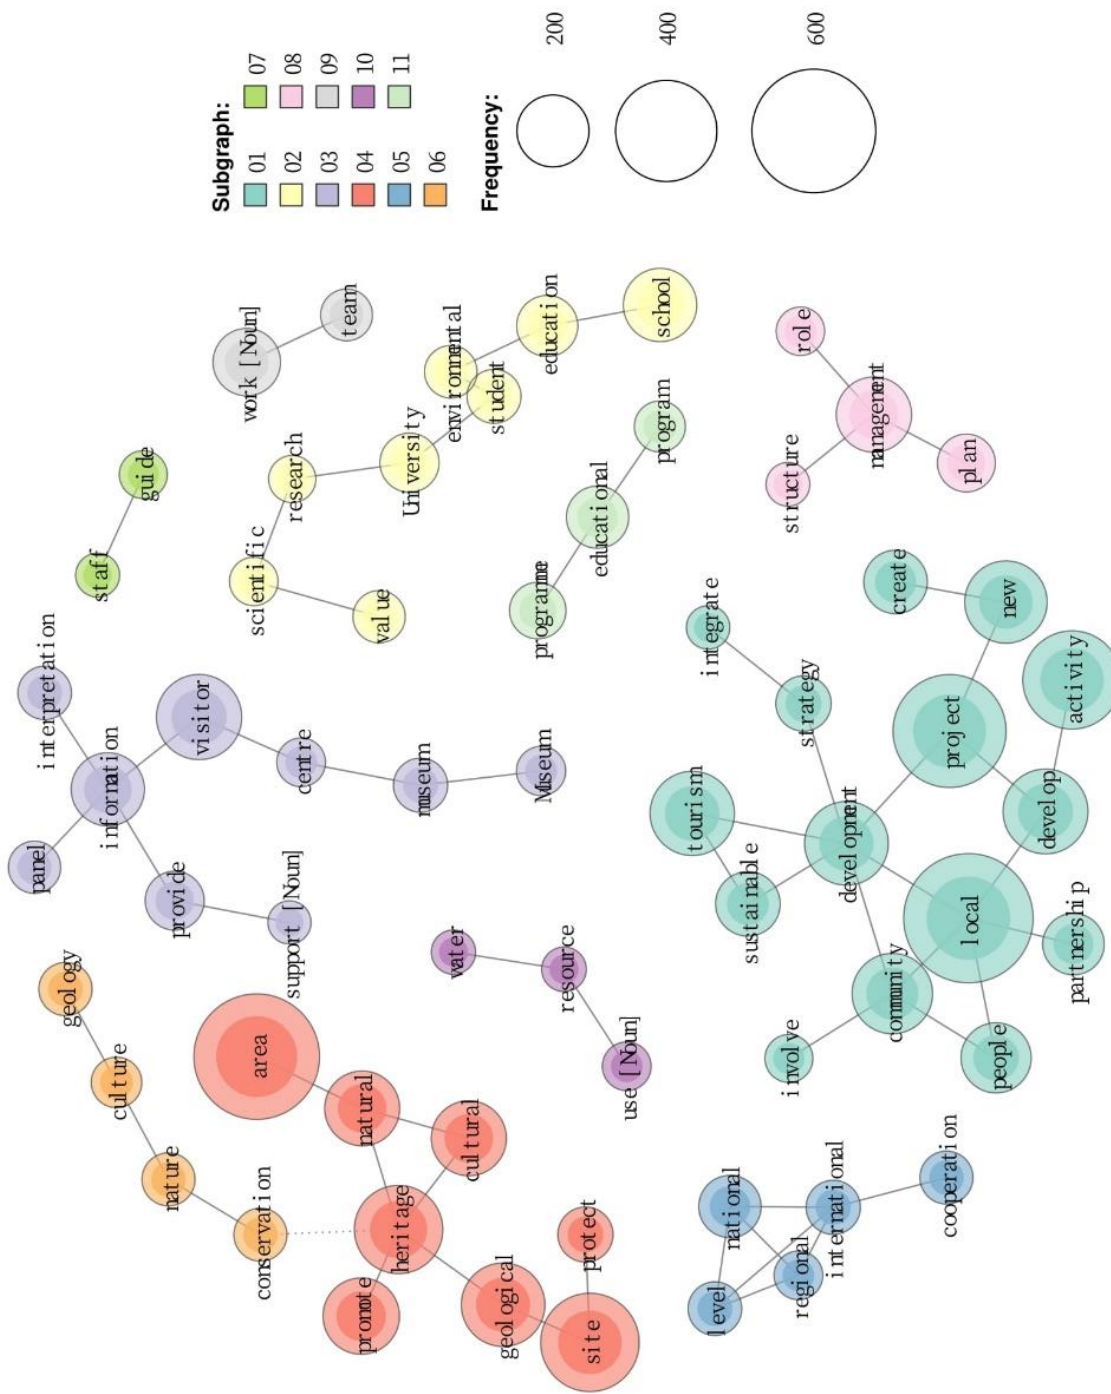 geology
culture
nature
conservation
area
natural
cultural
heritage
promote
geological
protect
site
panel
interpretation
information
visitor
provide
support [Noun]
centre
museum
Museum
staff
guide
work [Noun]
team
scientific
research
value
University
environmental
student
education
school
programme
educational
program
water
resource
use [Noun]
level
national
regional
international
cooperation
tourism
integrate
sustainable
strategy
development
involve
community
people
local
project
create
new
develop
activity
partnership
structure
role
management
plan
Subgraph:
01 07
02 08
03 09
04 10
05 11
06
Frequency:
200
400
600